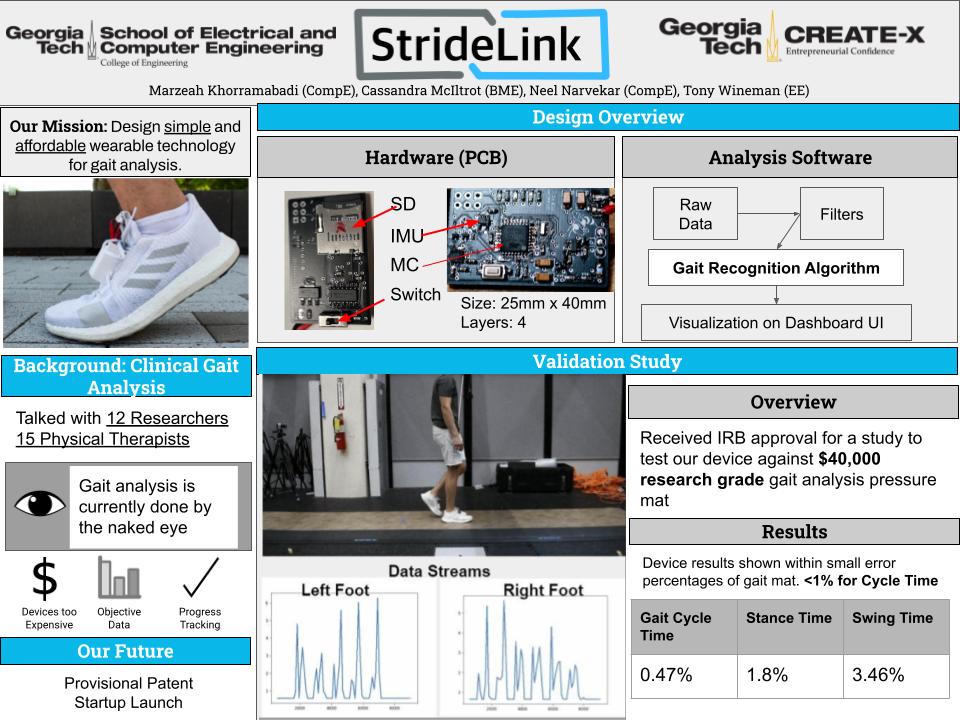 Georgia Tech School of Electrical and Computer Engineering
College of Engineering
StrideLink
Georgia Tech CREATE-X
Entrepreneurial Confidence
Marzeah Khorramabadi (CompE), Cassandra McIltrot (BME), Neel Narvekar (CompE), Tony Wineman (EE)
Our Mission: Design simple and
affordable wearable technology
for gait analysis.
Background: Clinical Gait
Analysis
Talked with 12 Researchers
15 Physical Therapists
Gait analysis is
currently done by
the naked eye
$
Devices too
Expensive
Objective
Data
Progress
Tracking
Our Future
Provisional Patent
Startup Launch
Design Overview
Hardware (PCB)
SD
IMU
MC
Switch
Size: 25mm x 40mm
Layers: 4
Analysis Software
Raw
Data
Filters
Gait Recognition Algorithm
Visualization on Dashboard UI
Validation Study
Data Streams
Left Foot
Right Foot
Overview
Received IRB approval for a study to
test our device against $40,000
research grade gait analysis pressure
mat
Results
Device results shown within small error
percentages of gait mat. <1% for Cycle Time
Gait Cycle
Time
Stance Time
Swing Time
0.47%
1.8%
3.46%